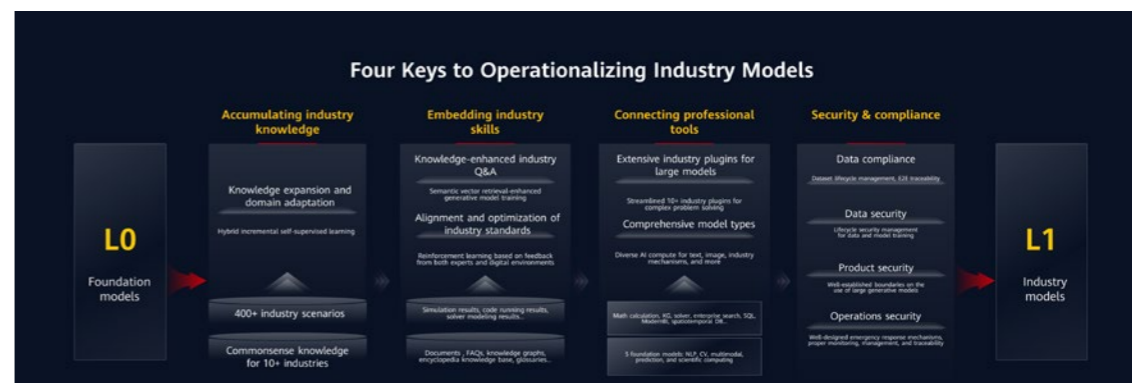 Four Keys to Operationalizing Industry Models
L0
Foundation
models
Accumulating industry
knowledge
Knowledge expansion and
domain adaptation
Hybrid incremental self-supervised learning
400+ industry scenarios
Commonsense knowledge
for 10+ industries
Embedding industry
skills
Knowledge-enhanced industry
Q&A
Semantic vector retrieval-enhanced
generative model training
Alignment and optimization of
industry standards
Reinforcement learning based on feedback
from both experts and digital environments
Simulation results, code running results,
solver modeling results...
Documents , FAQs, knowledge graphs,
encyclopedia knowledge base, glossaries...
Connecting professional
tools
Extensive industry plugins for
large models
Streamlined 10+ industry plugins for
complex problem solving
Comprehensive model types
Diverse AI compute for text, image, industry
mechanisms, and more
Math calculation, KG, solver, enterprise search, SQL,
spatiotemporal DB...
5 foundation models: NLP, CV, multimodal,
prediction, and scientific computing
Security & compliance
Data compliance
Dataset lifecycle management, E2E traceability
Data security
Lifecycle security management
for data and model training
Product security
Well-established boundaries on the
use of large generative models
Operations security
Well-designed emergency response mechanisms,
proper monitoring, management, and traceability
L1
Industry
models